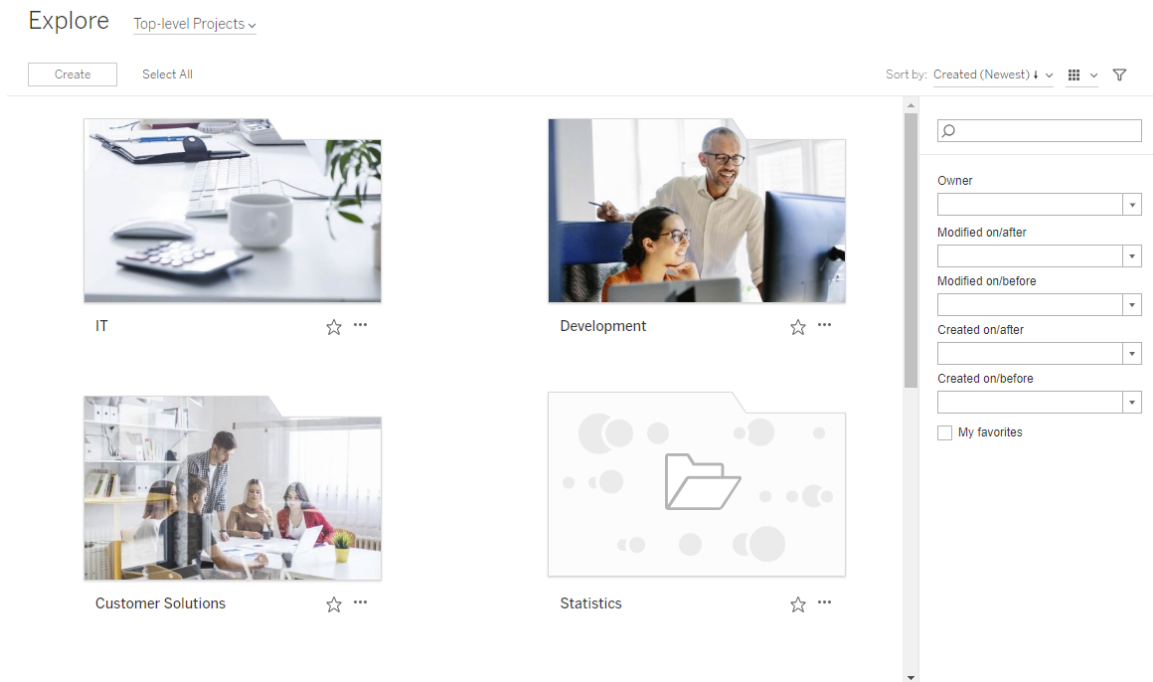 Explore Top-level Projects
Create Select All Sort by: Created (Newest)
Owner
Modified on/after
Modified on/before
IT Development
Created on/after
Created on/before
My favorites
Customer Solutions Statistics